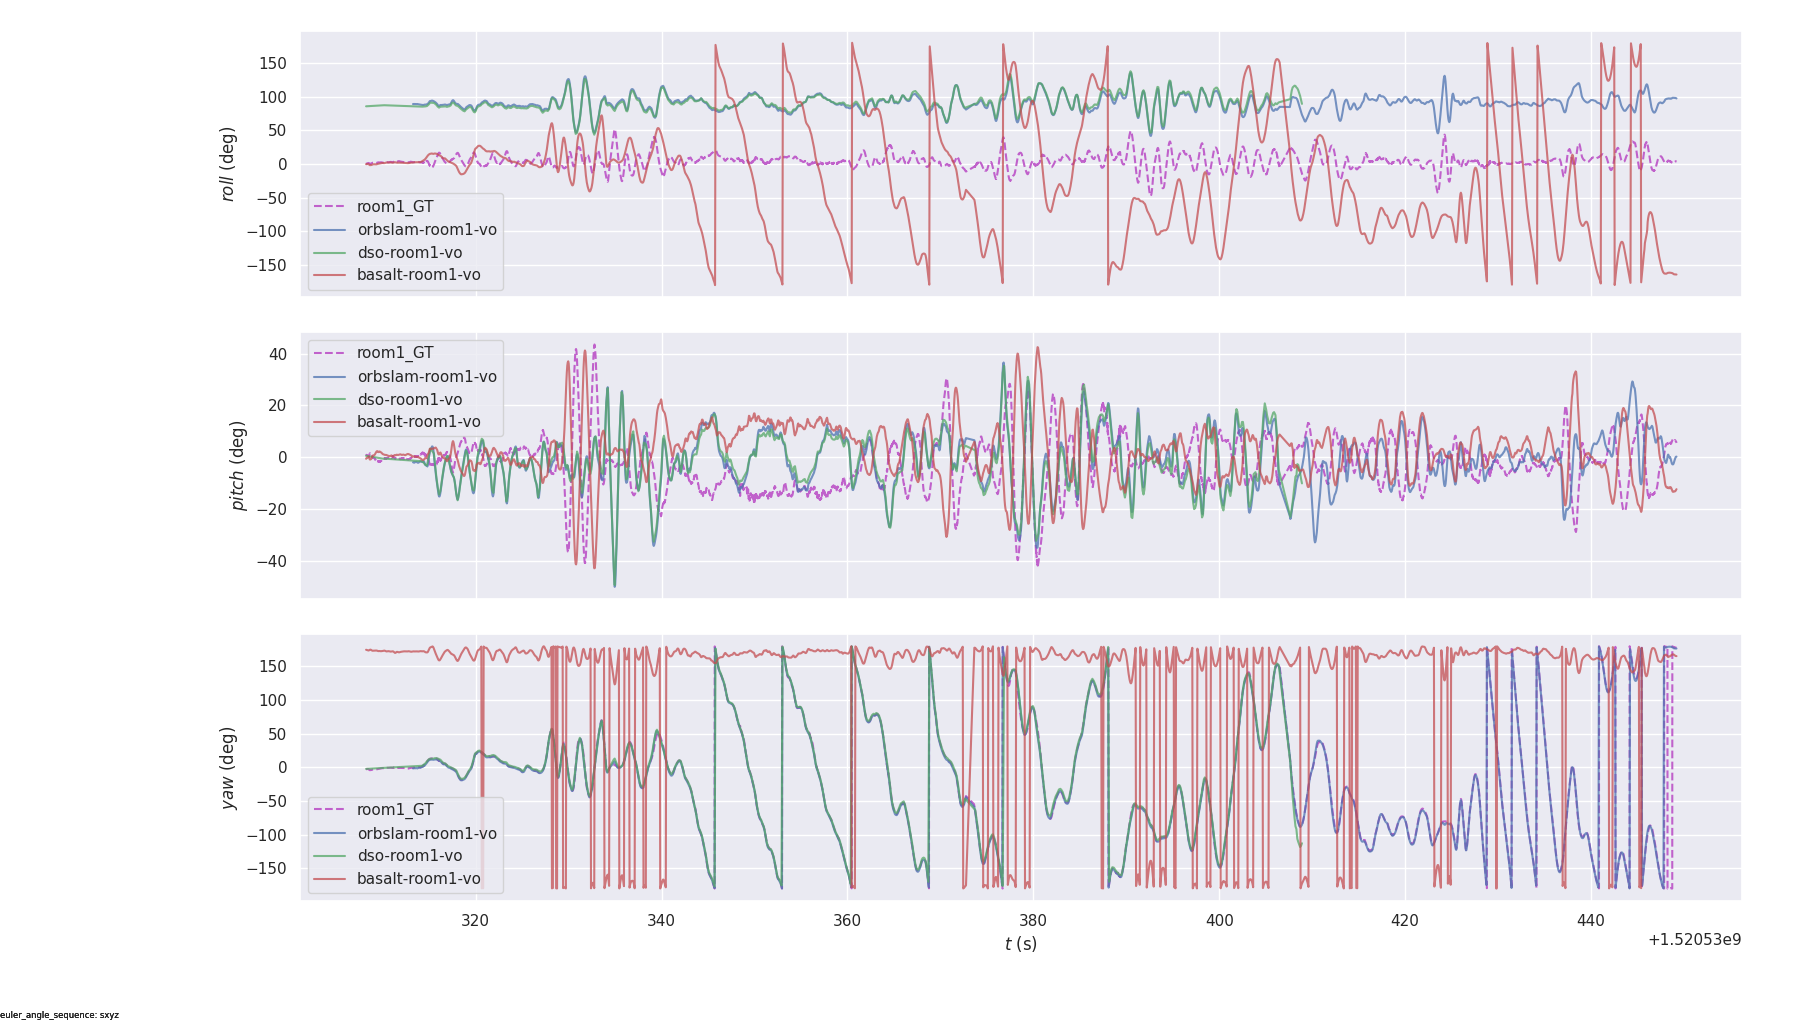 150
100
50
0
−50
−100
−150
roll (deg)
room1_GT
orbslam-room1-vo
dso-room1-vo
basalt-room1-vo
40
20
0
−20
−40
pitch (deg)
room1_GT
orbslam-room1-vo
dso-room1-vo
basalt-room1-vo
150
100
50
0
−50
−100
−150
yaw (deg)
room1_GT
orbslam-room1-vo
dso-room1-vo
basalt-room1-vo
320 340 360 380 400 420 440
t (s)
+1.52053e9
euler_angle_sequence: sxyz